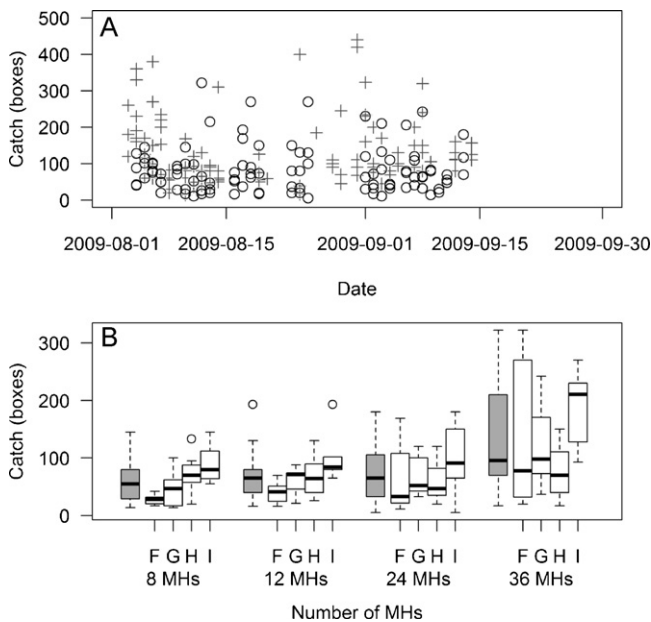 A
500
400
300
200
100
0
Catch (boxes)
2009-08-01 2009-08-15 2009-09-01 2009-09-15 2009-09-30
Date
B
300
200
100
0
Catch (boxes)
F G H I F G H I F G H I F G H I
8 MHs 12 MHs 24 MHs 36 MHs
Number of MHs